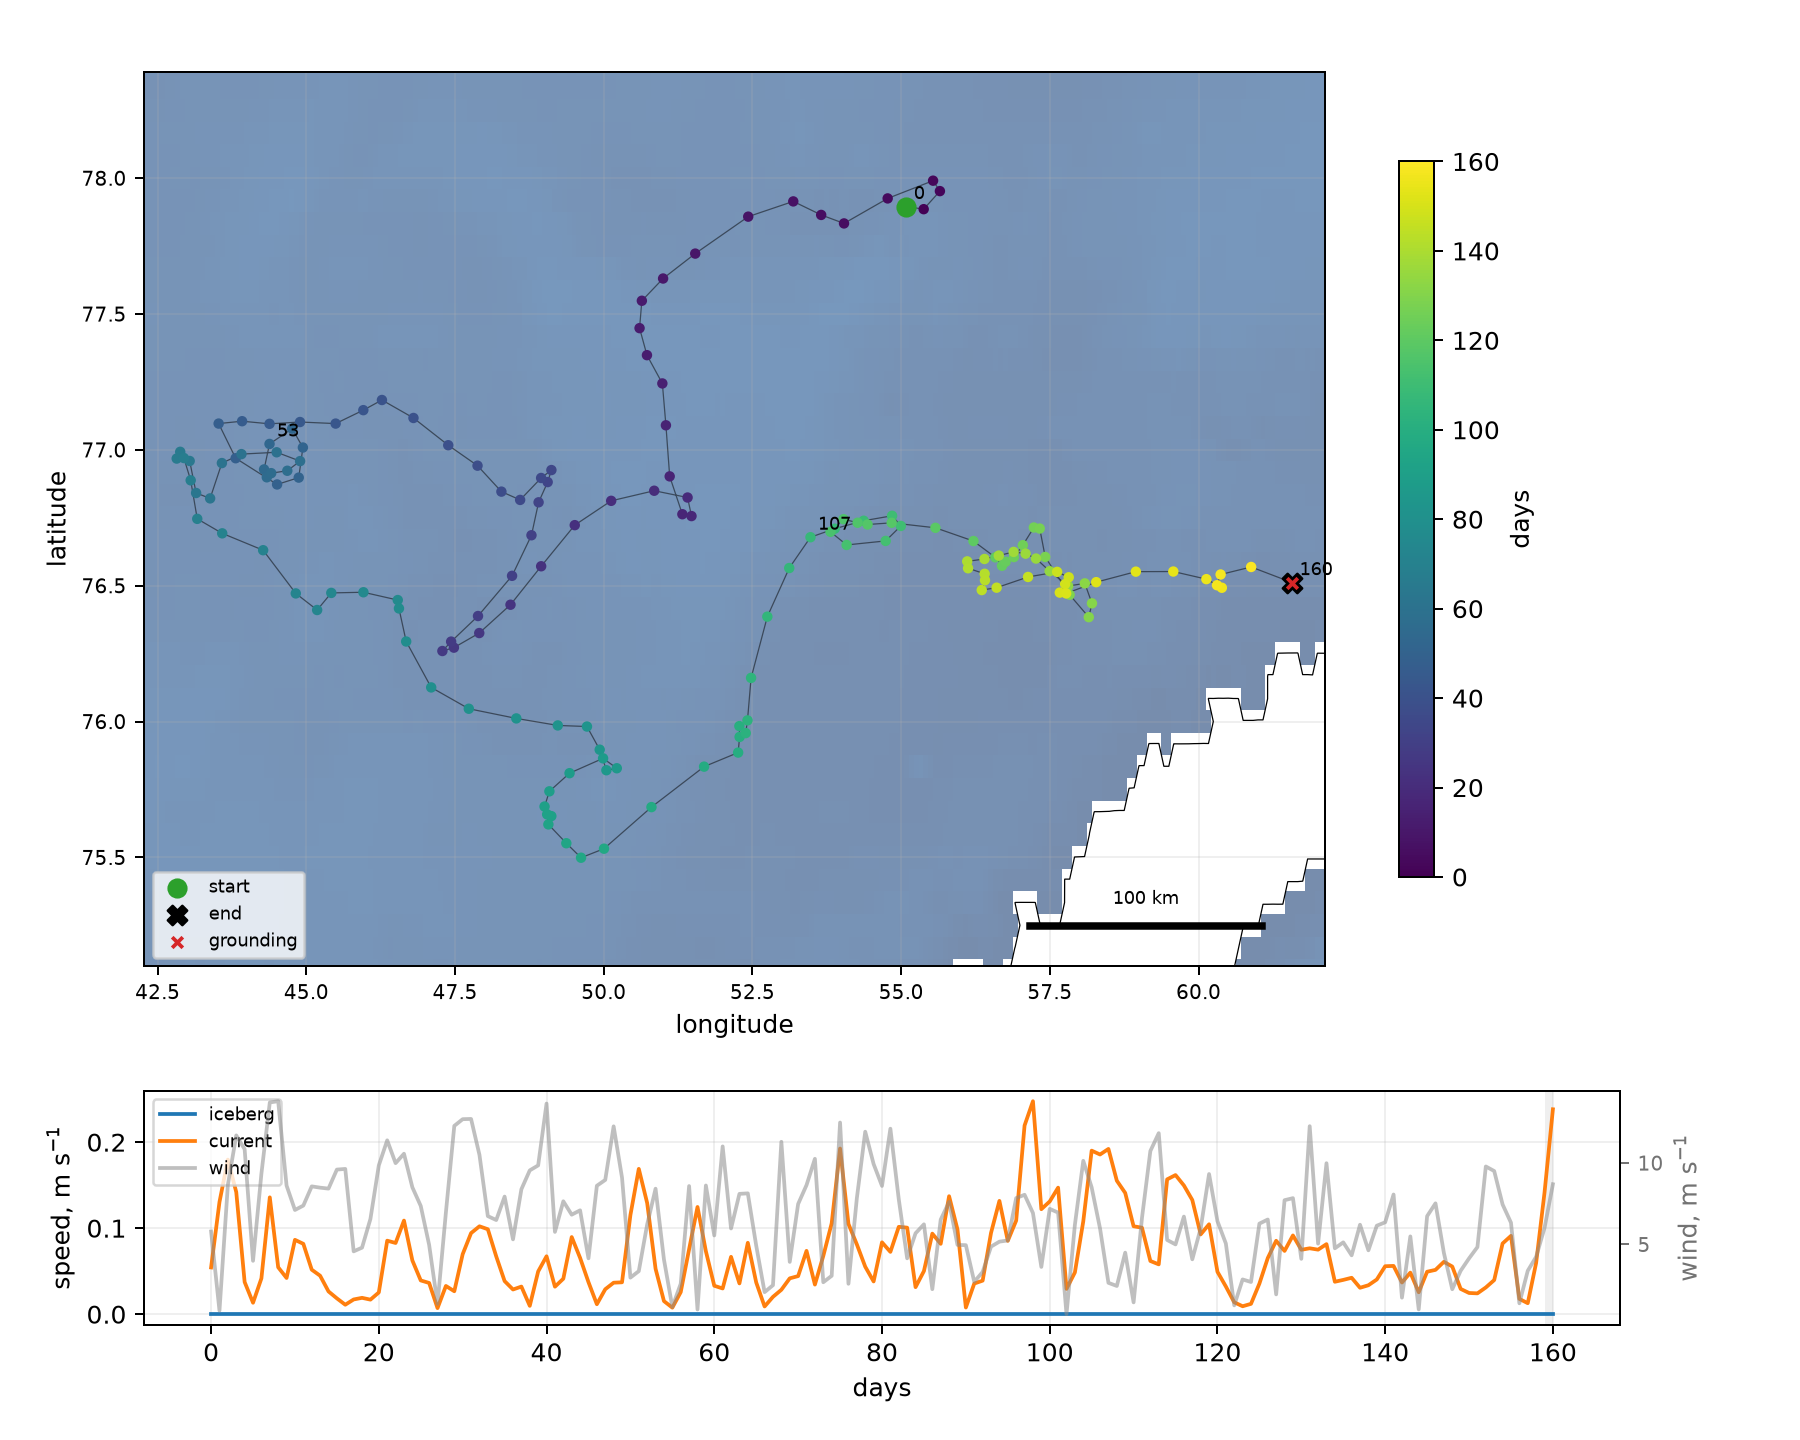 78.0
77.5
77.0
76.5
76.0
75.5
latitude
0
53
107
160
start
end
grounding
100 km
42.5 45.0 47.5 50.0 52.5 55.0 57.5 60.0
longitude
160
140
120
100
80
60
40
20
0
days
iceberg
current
wind
0.2
0.1
0.0
speed, m s⁻¹
10
5
wind, m s⁻¹
0 20 40 60 80 100 120 140 160
days